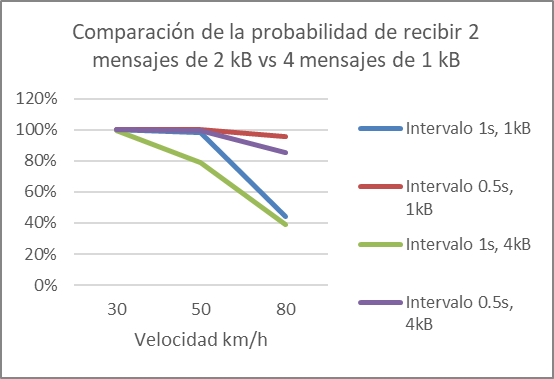 Comparación de la probabilidad de recibir 2
mensajes de 2 kB vs 4 mensajes de 1 kB
120%
100%
80%
60%
40%
20%
0%
30
50
80
Velocidad km/h
Intervalo 1s, 1kB
Intervalo 0.5s,
1kB
Intervalo 1s, 4kB
Intervalo 0.5s,
4kB